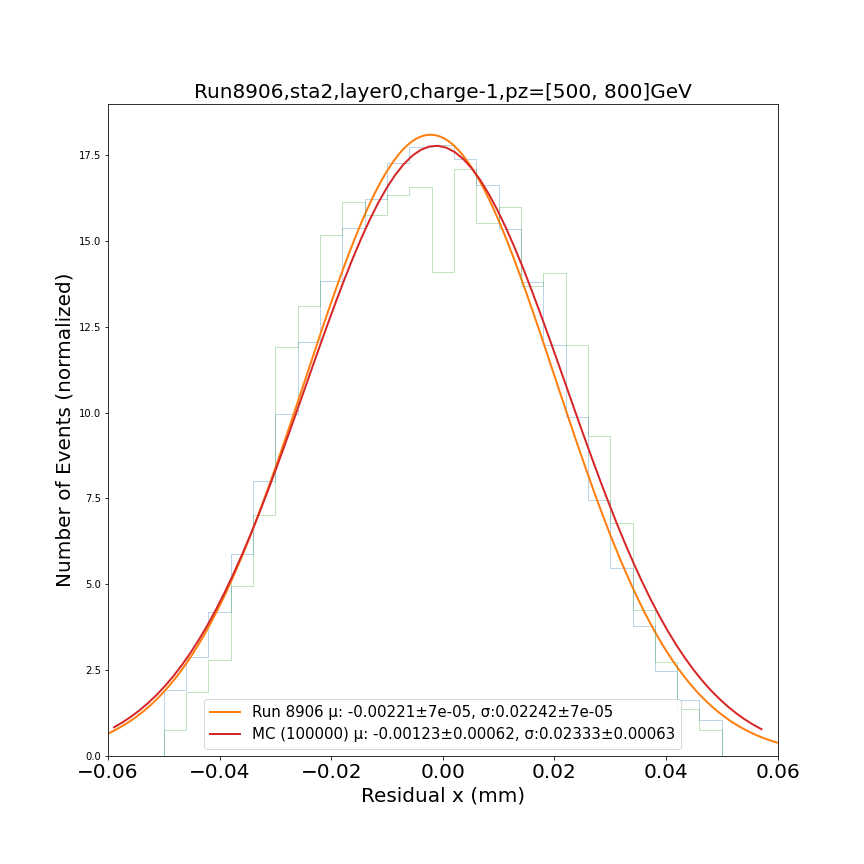 Run8906,sta2,layer0,charge-1,pz=[500, 800]GeV
Number of Events (normalized)
17.5
15.0
12.5
10.0
7.5
5.0
2.5
0.0
Run 8906 μ: -0.00221±7e-05, σ:0.02242±7e-05
MC (100000) μ: -0.00123±0.00062, σ:0.02333±0.00063
−0.06 −0.04 −0.02 0.00 0.02 0.04 0.06
Residual x (mm)